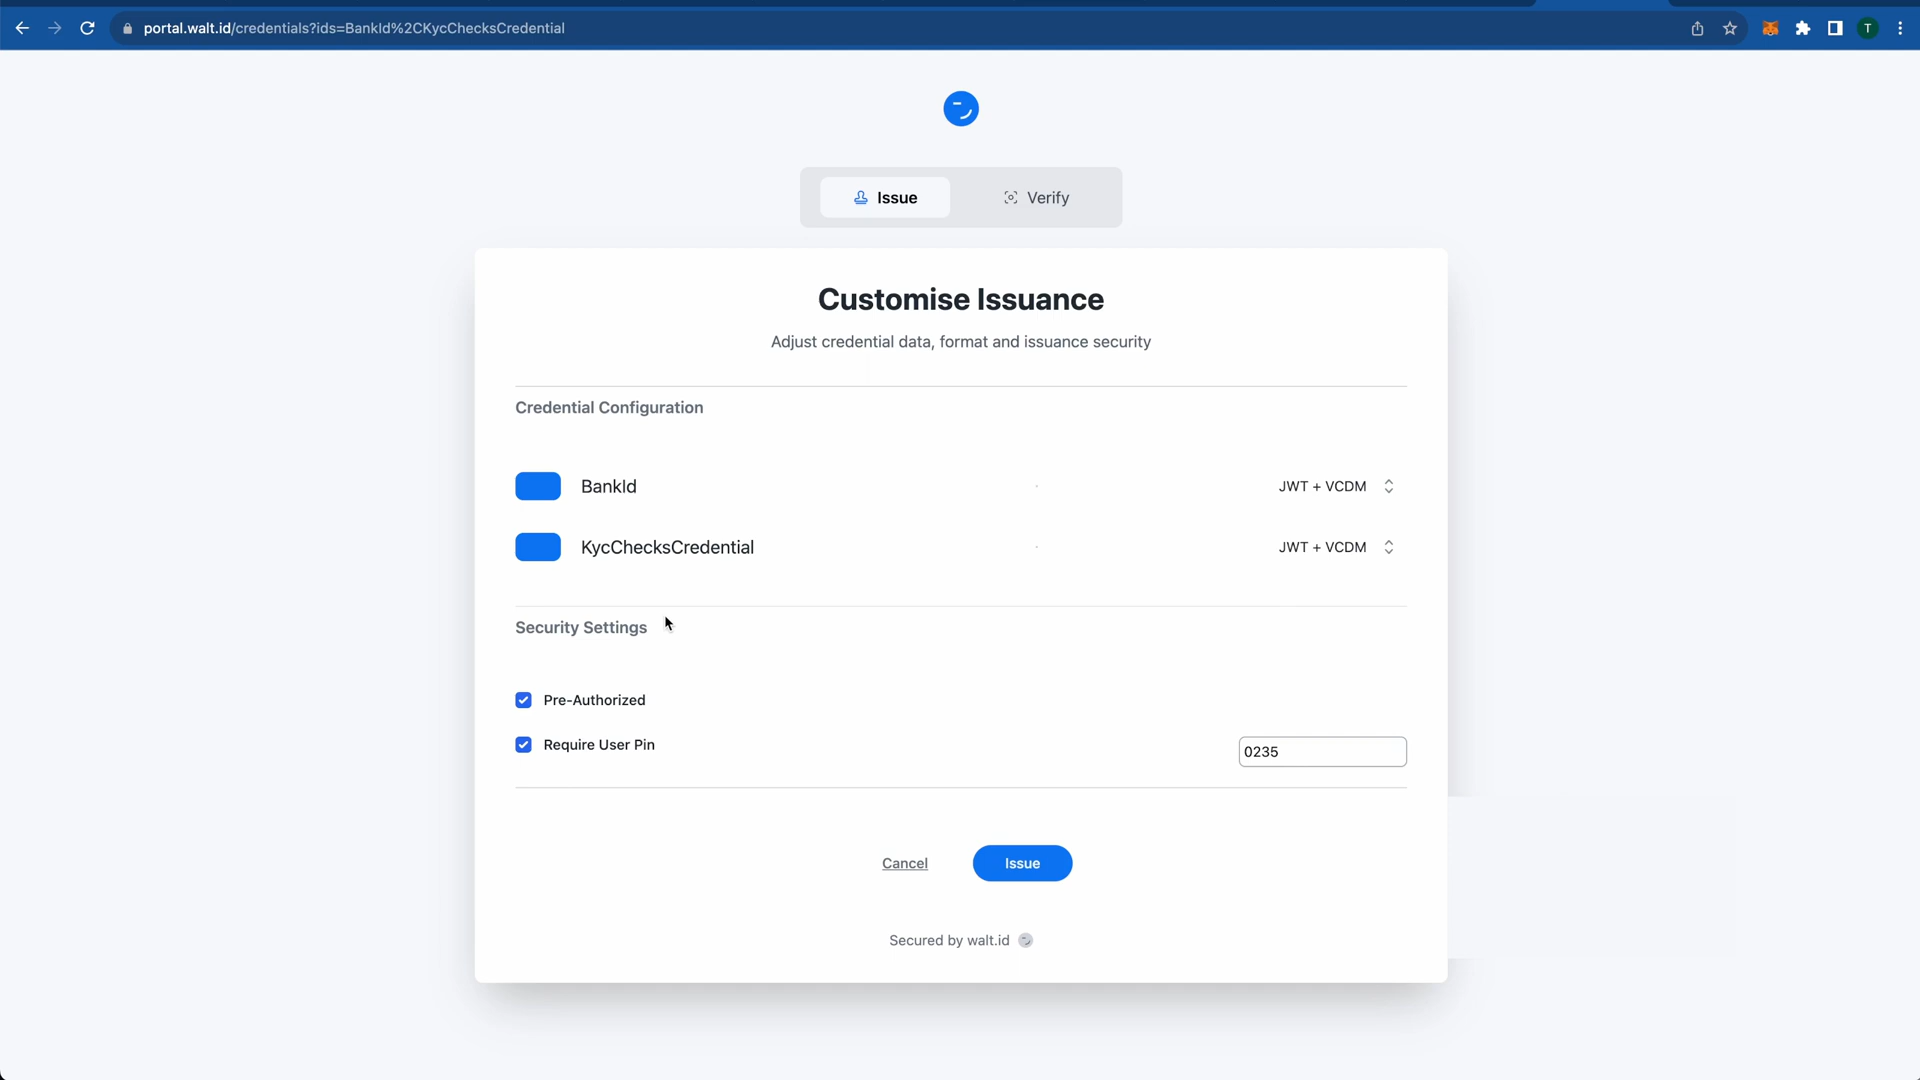 portal.walt.id/credentials?ids=BankId%2CKycChecksCredential
T
Issue
Verify
Customise Issuance
Adjust credential data, format and issuance security
Credential Configuration
BankId
JWT + VCDM
KycChecksCredential
JWT + VCDM
Security Settings
Pre-Authorized
Require User Pin
0235
Cancel
Issue
Secured by walt.id